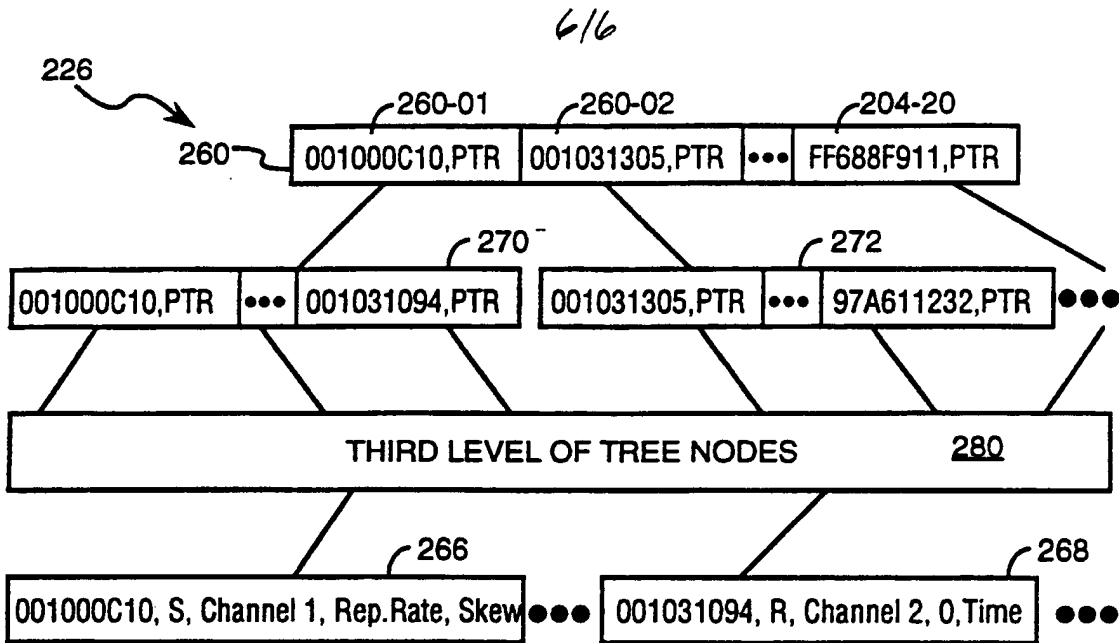 6/6
226
260-01 260-02 204-20
260
001000C10,PTR 001031305,PTR ●●● FF688F911,PTR
270 272
001000C10,PTR ●●● 001031094,PTR 001031305,PTR ●●● 97A611232,PTR ●●●
THIRD LEVEL OF TREE NODES 280
266 268
001000C10, S, Channel 1, Rep.Rate, Skew ●●● 001031094, R, Channel 2, 0,Time ●●●